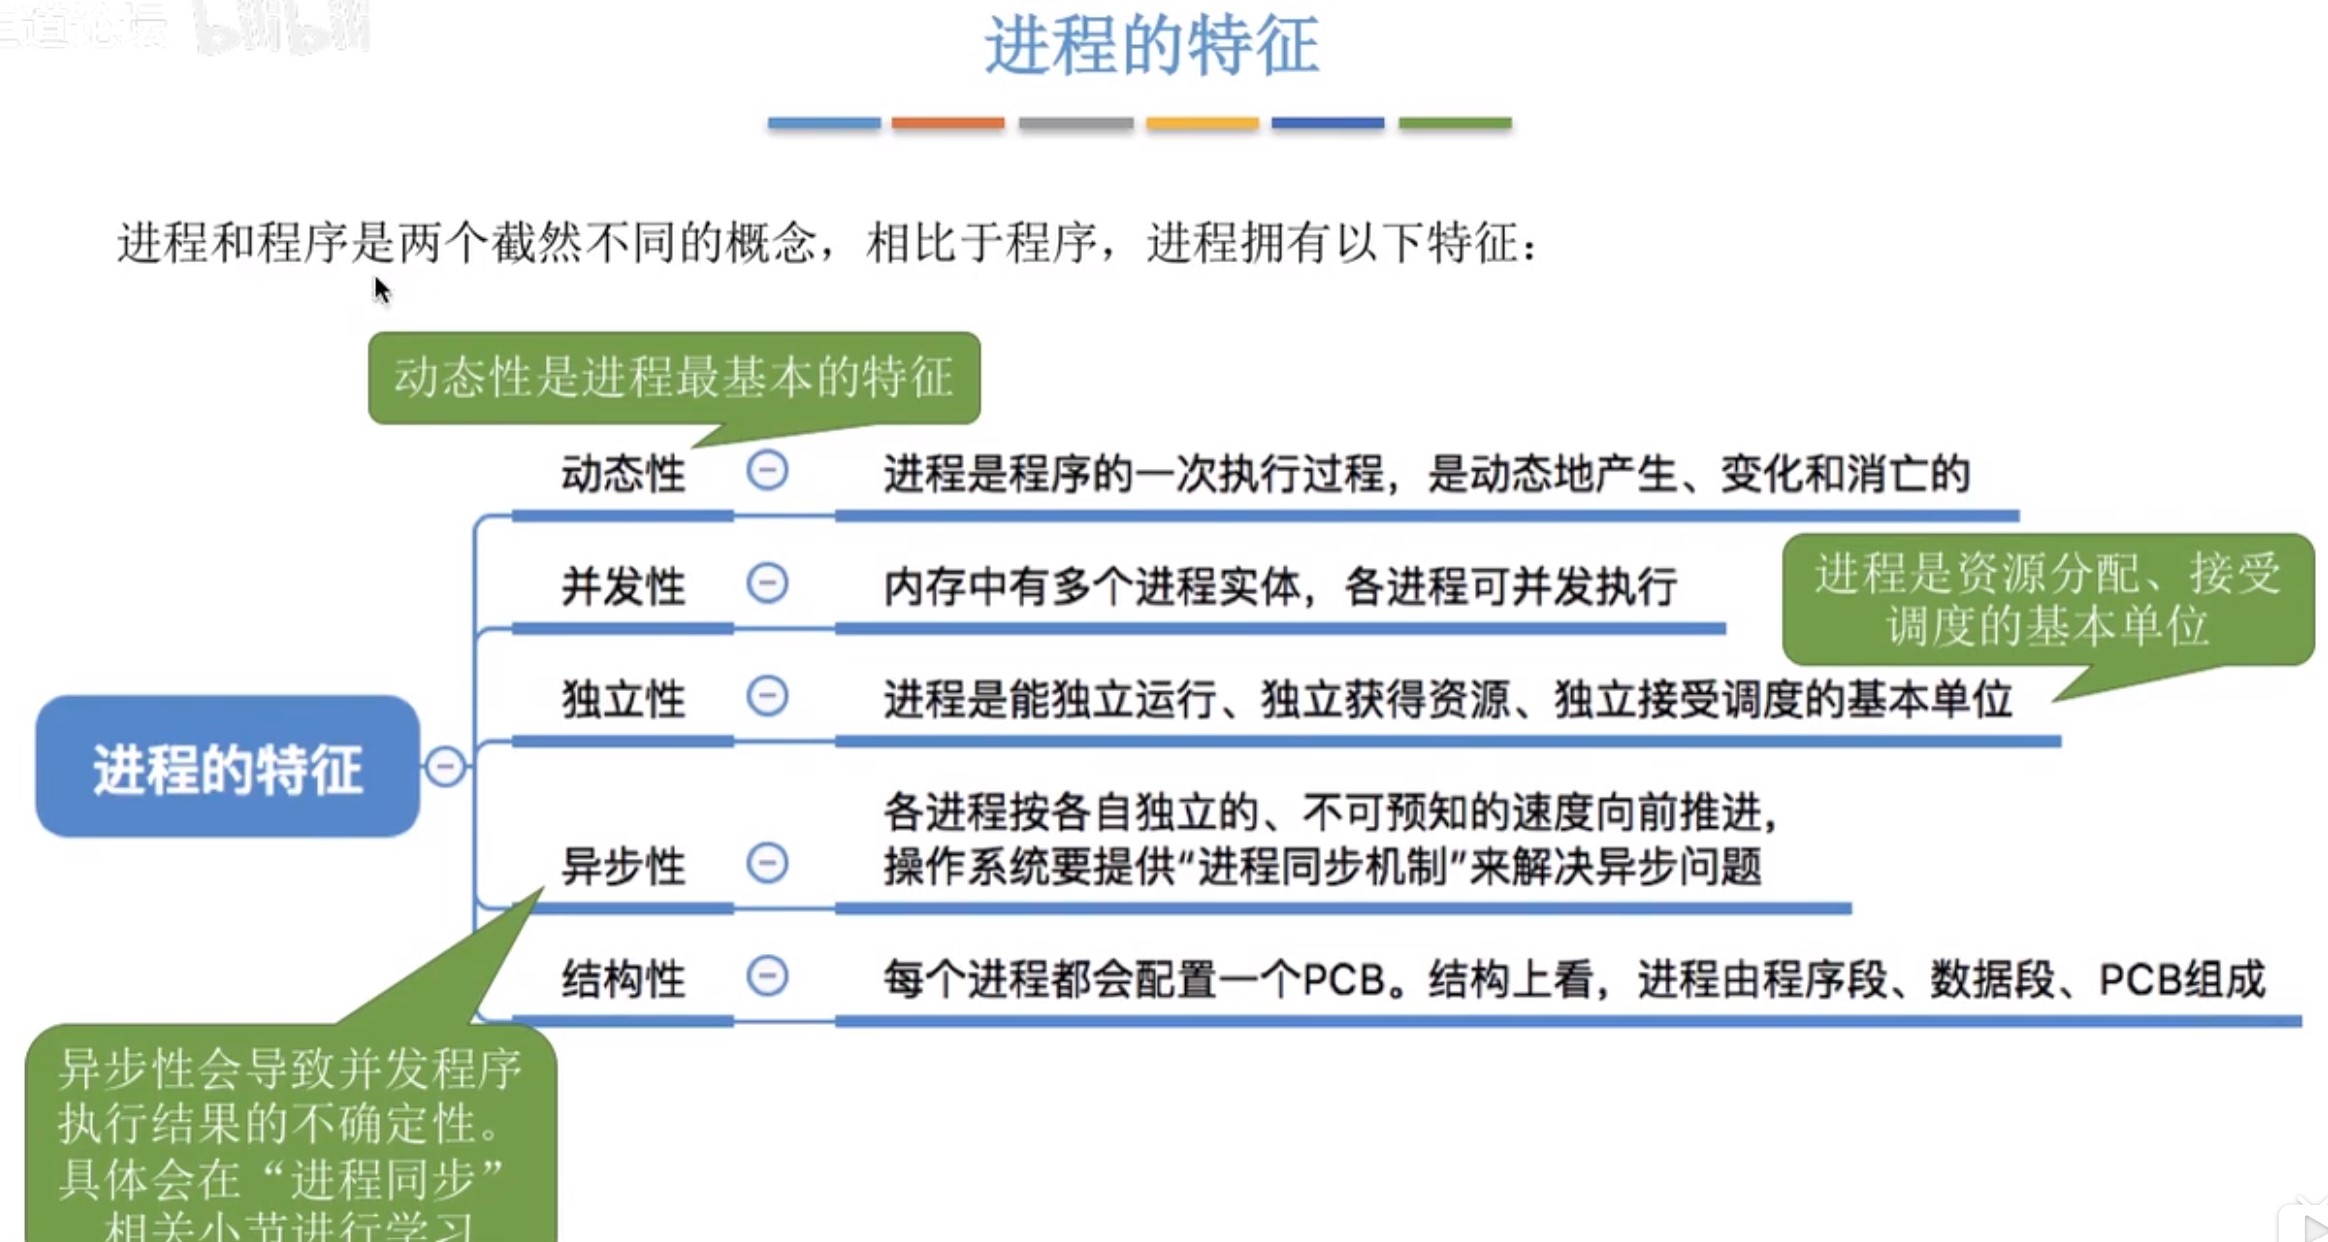 王道论坛 bilibili
进程的特征
进程和程序是两个截然不同的概念，相比于程序，进程拥有以下特征：
动态性是进程最基本的特征
动态性
进程是程序的一次执行过程，是动态地产生、变化和消亡的
并发性
内存中有多个进程实体，各进程可并发执行
进程是资源分配、接受
调度的基本单位
独立性
进程是能独立运行、独立获得资源、独立接受调度的基本单位
进程的特征
异步性
各进程按各自独立的、不可预知的速度向前推进，
操作系统要提供“进程同步机制”来解决异步问题
结构性
每个进程都会配置一个PCB。结构上看，进程由程序段、数据段、PCB组成
异步性会导致并发程序
执行结果的不确定性。
具体会在“进程同步”
相关小节进行学习